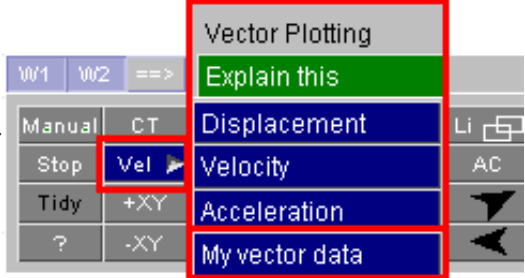 Vector Plotting
W1 W2 ==> Explain this
Manual CT Displacement Li
Stop Vel Velocity AC
Tidy +XY Acceleration
? -XY My vector data